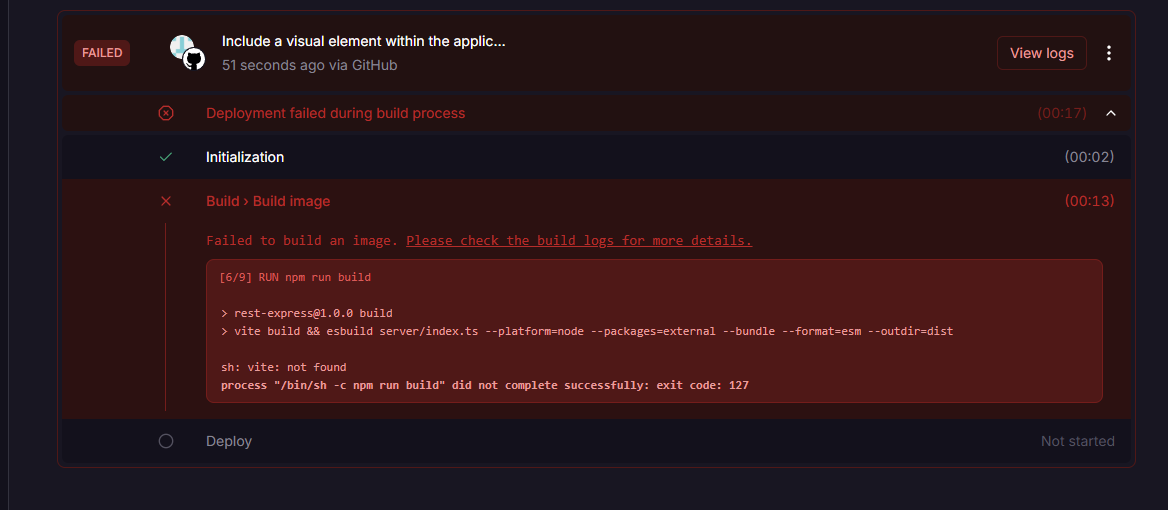 FAILED
Include a visual element within the applic...
51 seconds ago via GitHub
View logs
Deployment failed during build process
(00:17)
Initialization
(00:02)
Build › Build image
(00:13)
Failed to build an image. Please check the build logs for more details.
[6/9] RUN npm run build
> rest-express@1.0.0 build
> vite build && esbuild server/index.ts --platform=node --packages=external --bundle --format=esm --outdir=dist
sh: vite: not found
process "/bin/sh -c npm run build" did not complete successfully: exit code: 127
Deploy
Not started